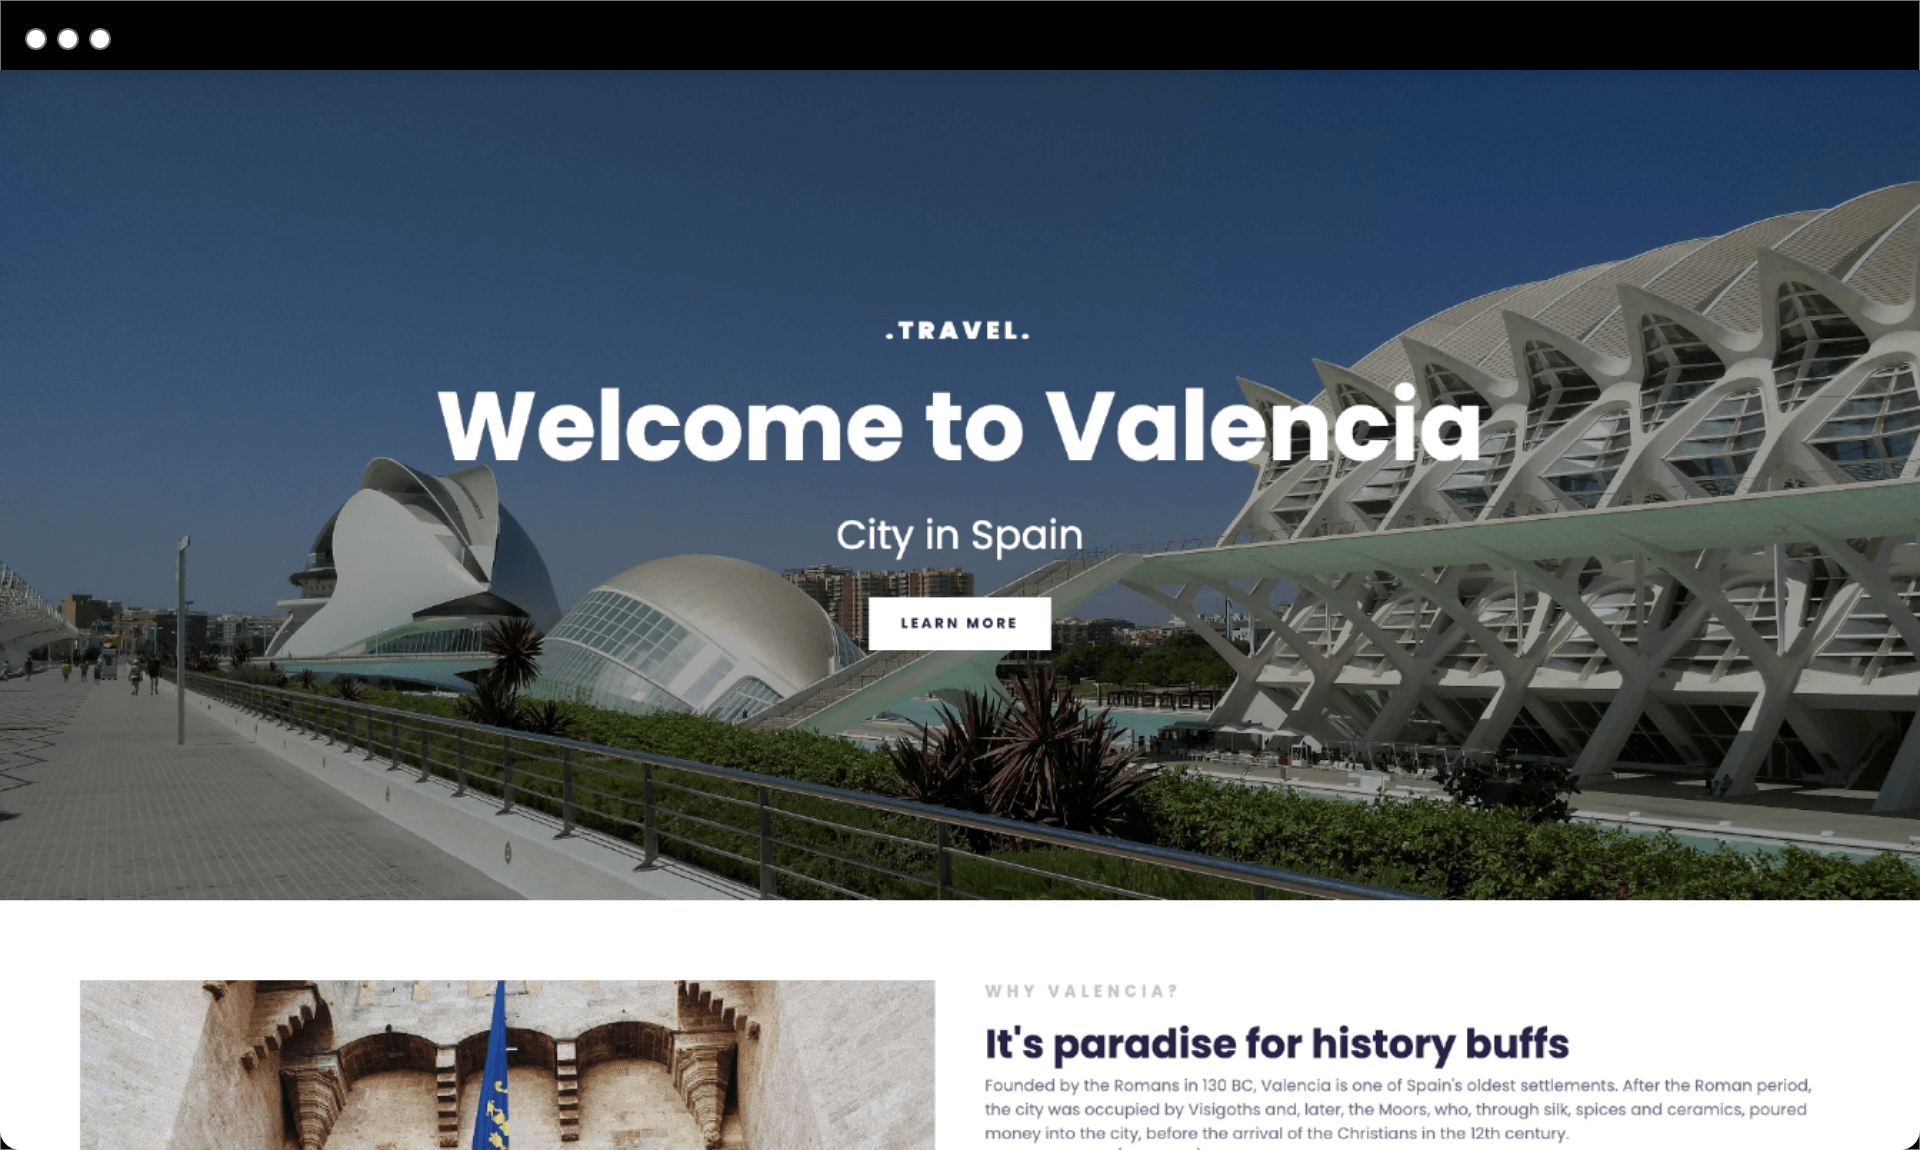 .TRAVEL.
Welcome to Valencia
City in Spain
LEARN MORE
WHY VALENCIA?
It's paradise for history buffs
Founded by the Romans in 130 BC, Valencia is one of Spain's oldest settlements. After the Roman period,
the city was occupied by Visigoths and, later, the Moors, who, through silk, spices and ceramics, poured
money into the city, before the arrival of the Christians in the 12th century.